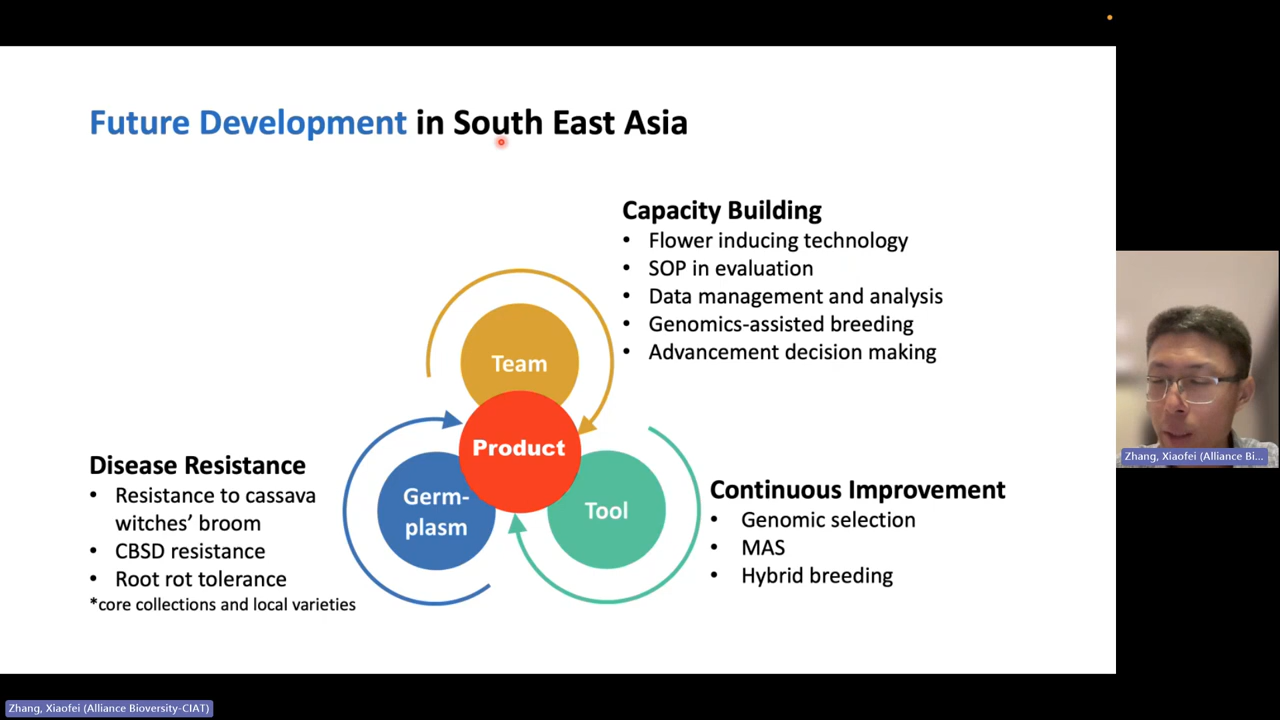 Future Development in South East Asia
Capacity Building
• Flower inducing technology
• SOP in evaluation
• Data management and analysis
• Genomics-assisted breeding
• Advancement decision making
Team
Product
Germ-
plasm
Tool
Disease Resistance
• Resistance to cassava
witches’ broom
• CBSD resistance
• Root rot tolerance
*core collections and local varieties
Continuous Improvement
• Genomic selection
• MAS
• Hybrid breeding
Zhang, Xiaofei (Alliance Bi...
Zhang, Xiaofei (Alliance Bioversity-CIAT)